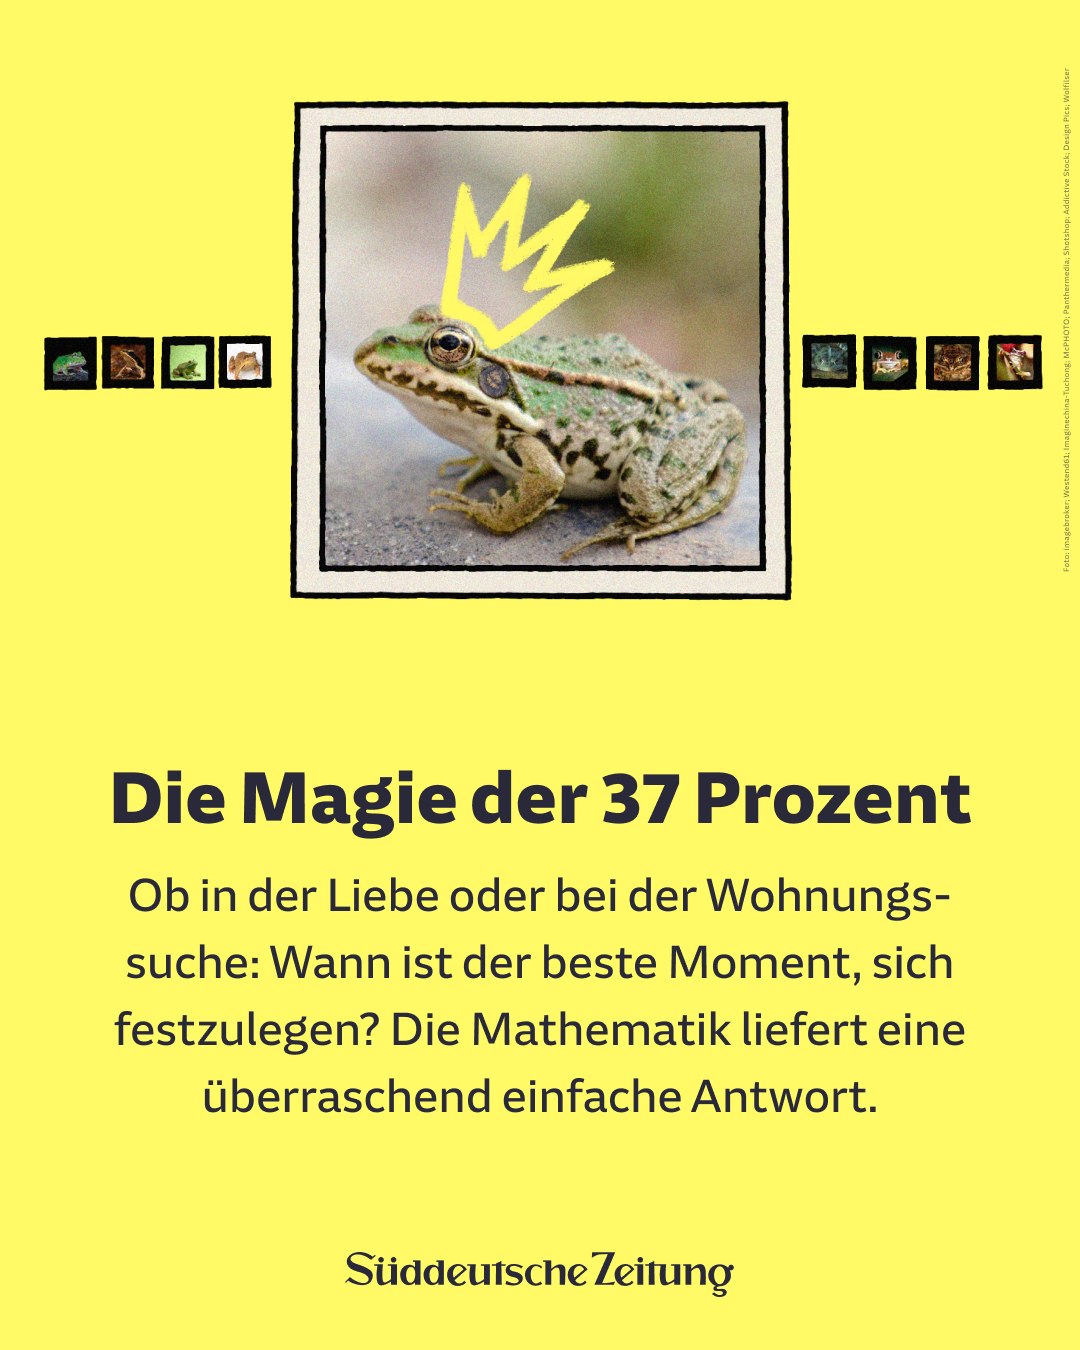 Foto: imagebroker; Westend61; Imaginechina-Tuchong; McPHOTO; Panthermedia; Shotshop; Addictive Stock; Design Pics; Wolfilser
Die Magie der 37 Prozent
Ob in der Liebe oder bei der Wohnungs-
suche: Wann ist der beste Moment, sich
festzulegen? Die Mathematik liefert eine
überraschend einfache Antwort.
Süddeutsche Zeitung